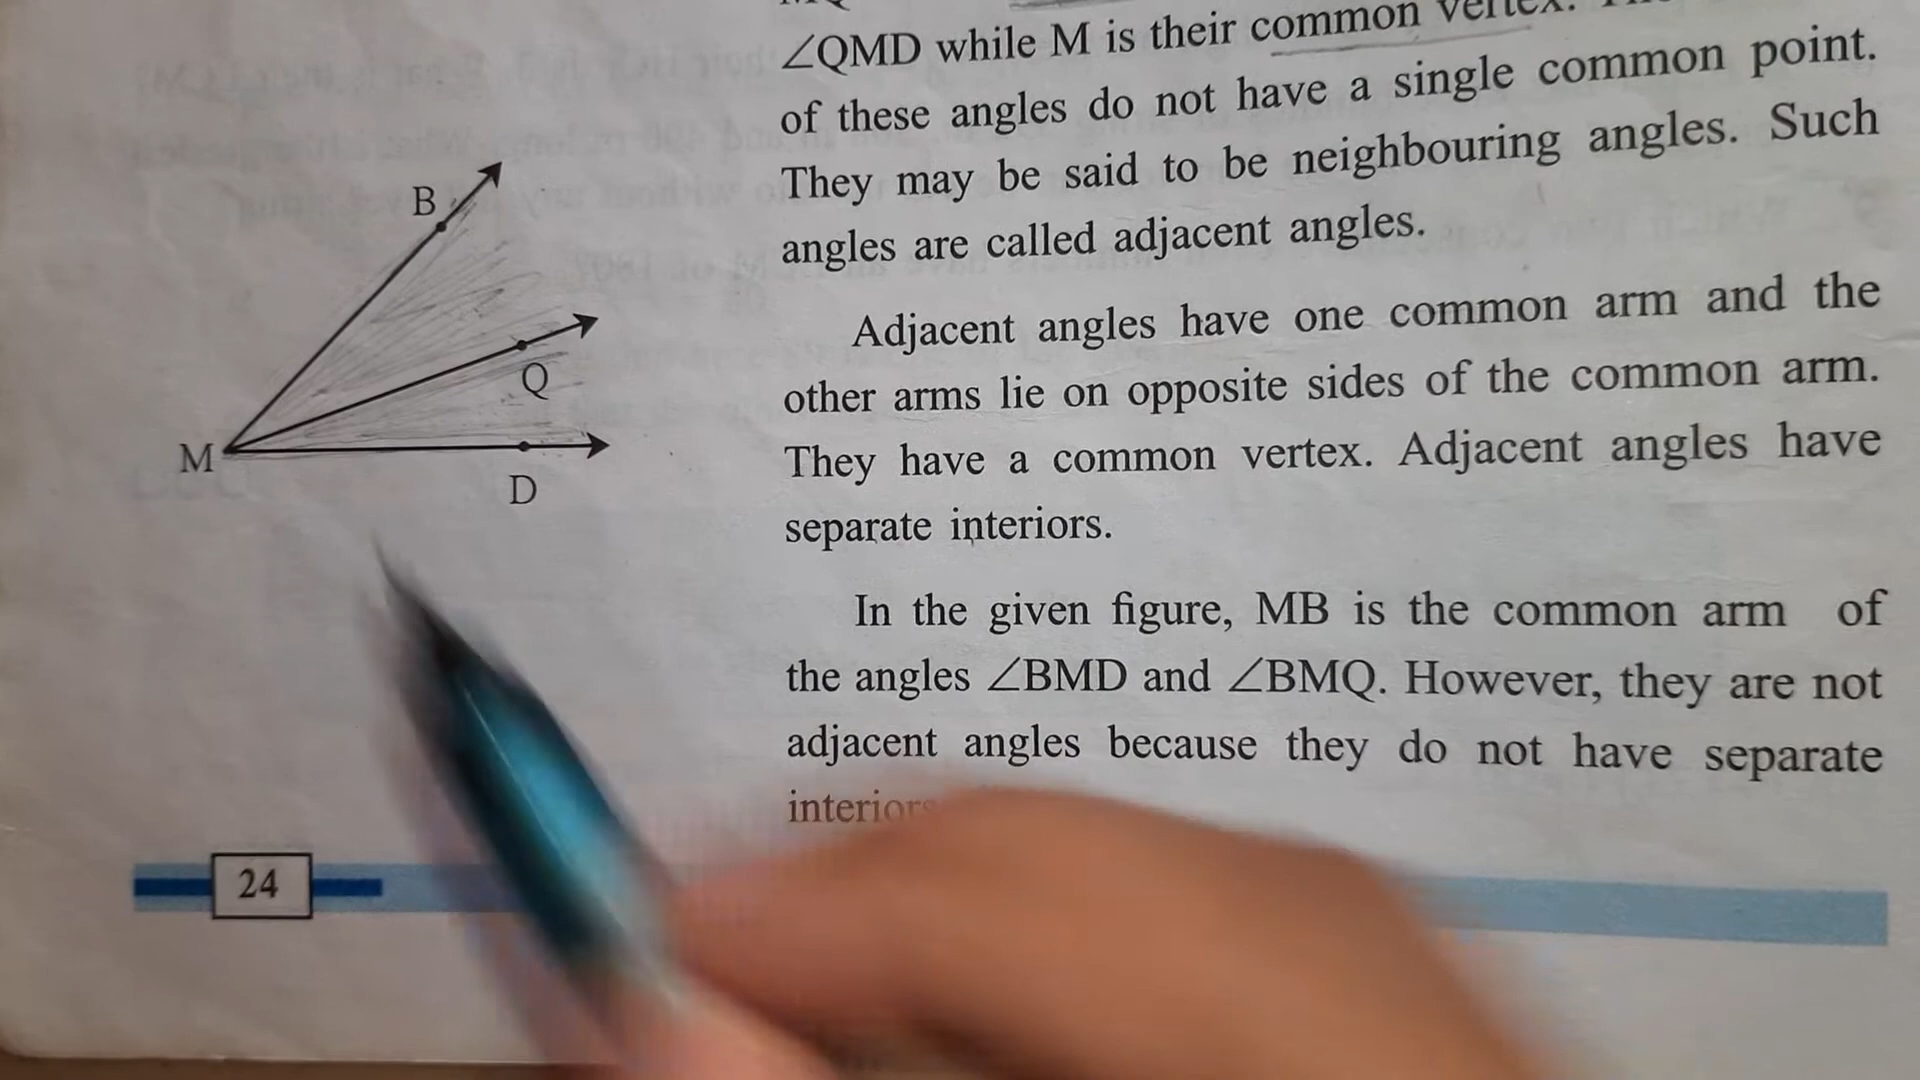 ∠QMD while M is their common vertex.
of these angles do not have a single common point.
They may be said to be neighbouring angles. Such
angles are called adjacent angles.
Adjacent angles have one common arm and the
other arms lie on opposite sides of the common arm.
They have a common vertex. Adjacent angles have
separate interiors.
In the given figure, MB is the common arm of
the angles ∠BMD and ∠BMQ. However, they are not
adjacent angles because they do not have separate
interiors
B
Q
M
D
24